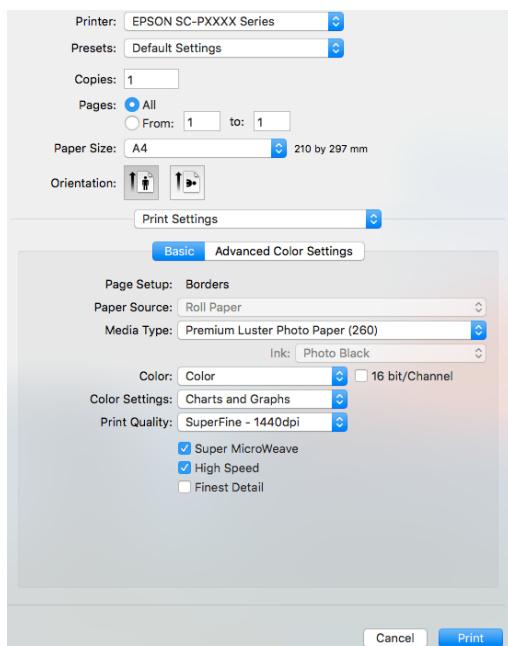 Printer: EPSON SC-PXXXX Series
Presets: Default Settings
Copies: 1
Pages: All
From: 1 to: 1
Paper Size: A4 210 by 297 mm
Orientation:
Print Settings
Basic Advanced Color Settings
Page Setup: Borders
Paper Source: Roll Paper
Media Type: Premium Luster Photo Paper (260)
Ink: Photo Black
Color: Color 16 bit/Channel
Color Settings: Charts and Graphs
Print Quality: SuperFine - 1440dpi
Super MicroWeave
High Speed
Finest Detail
Cancel Print